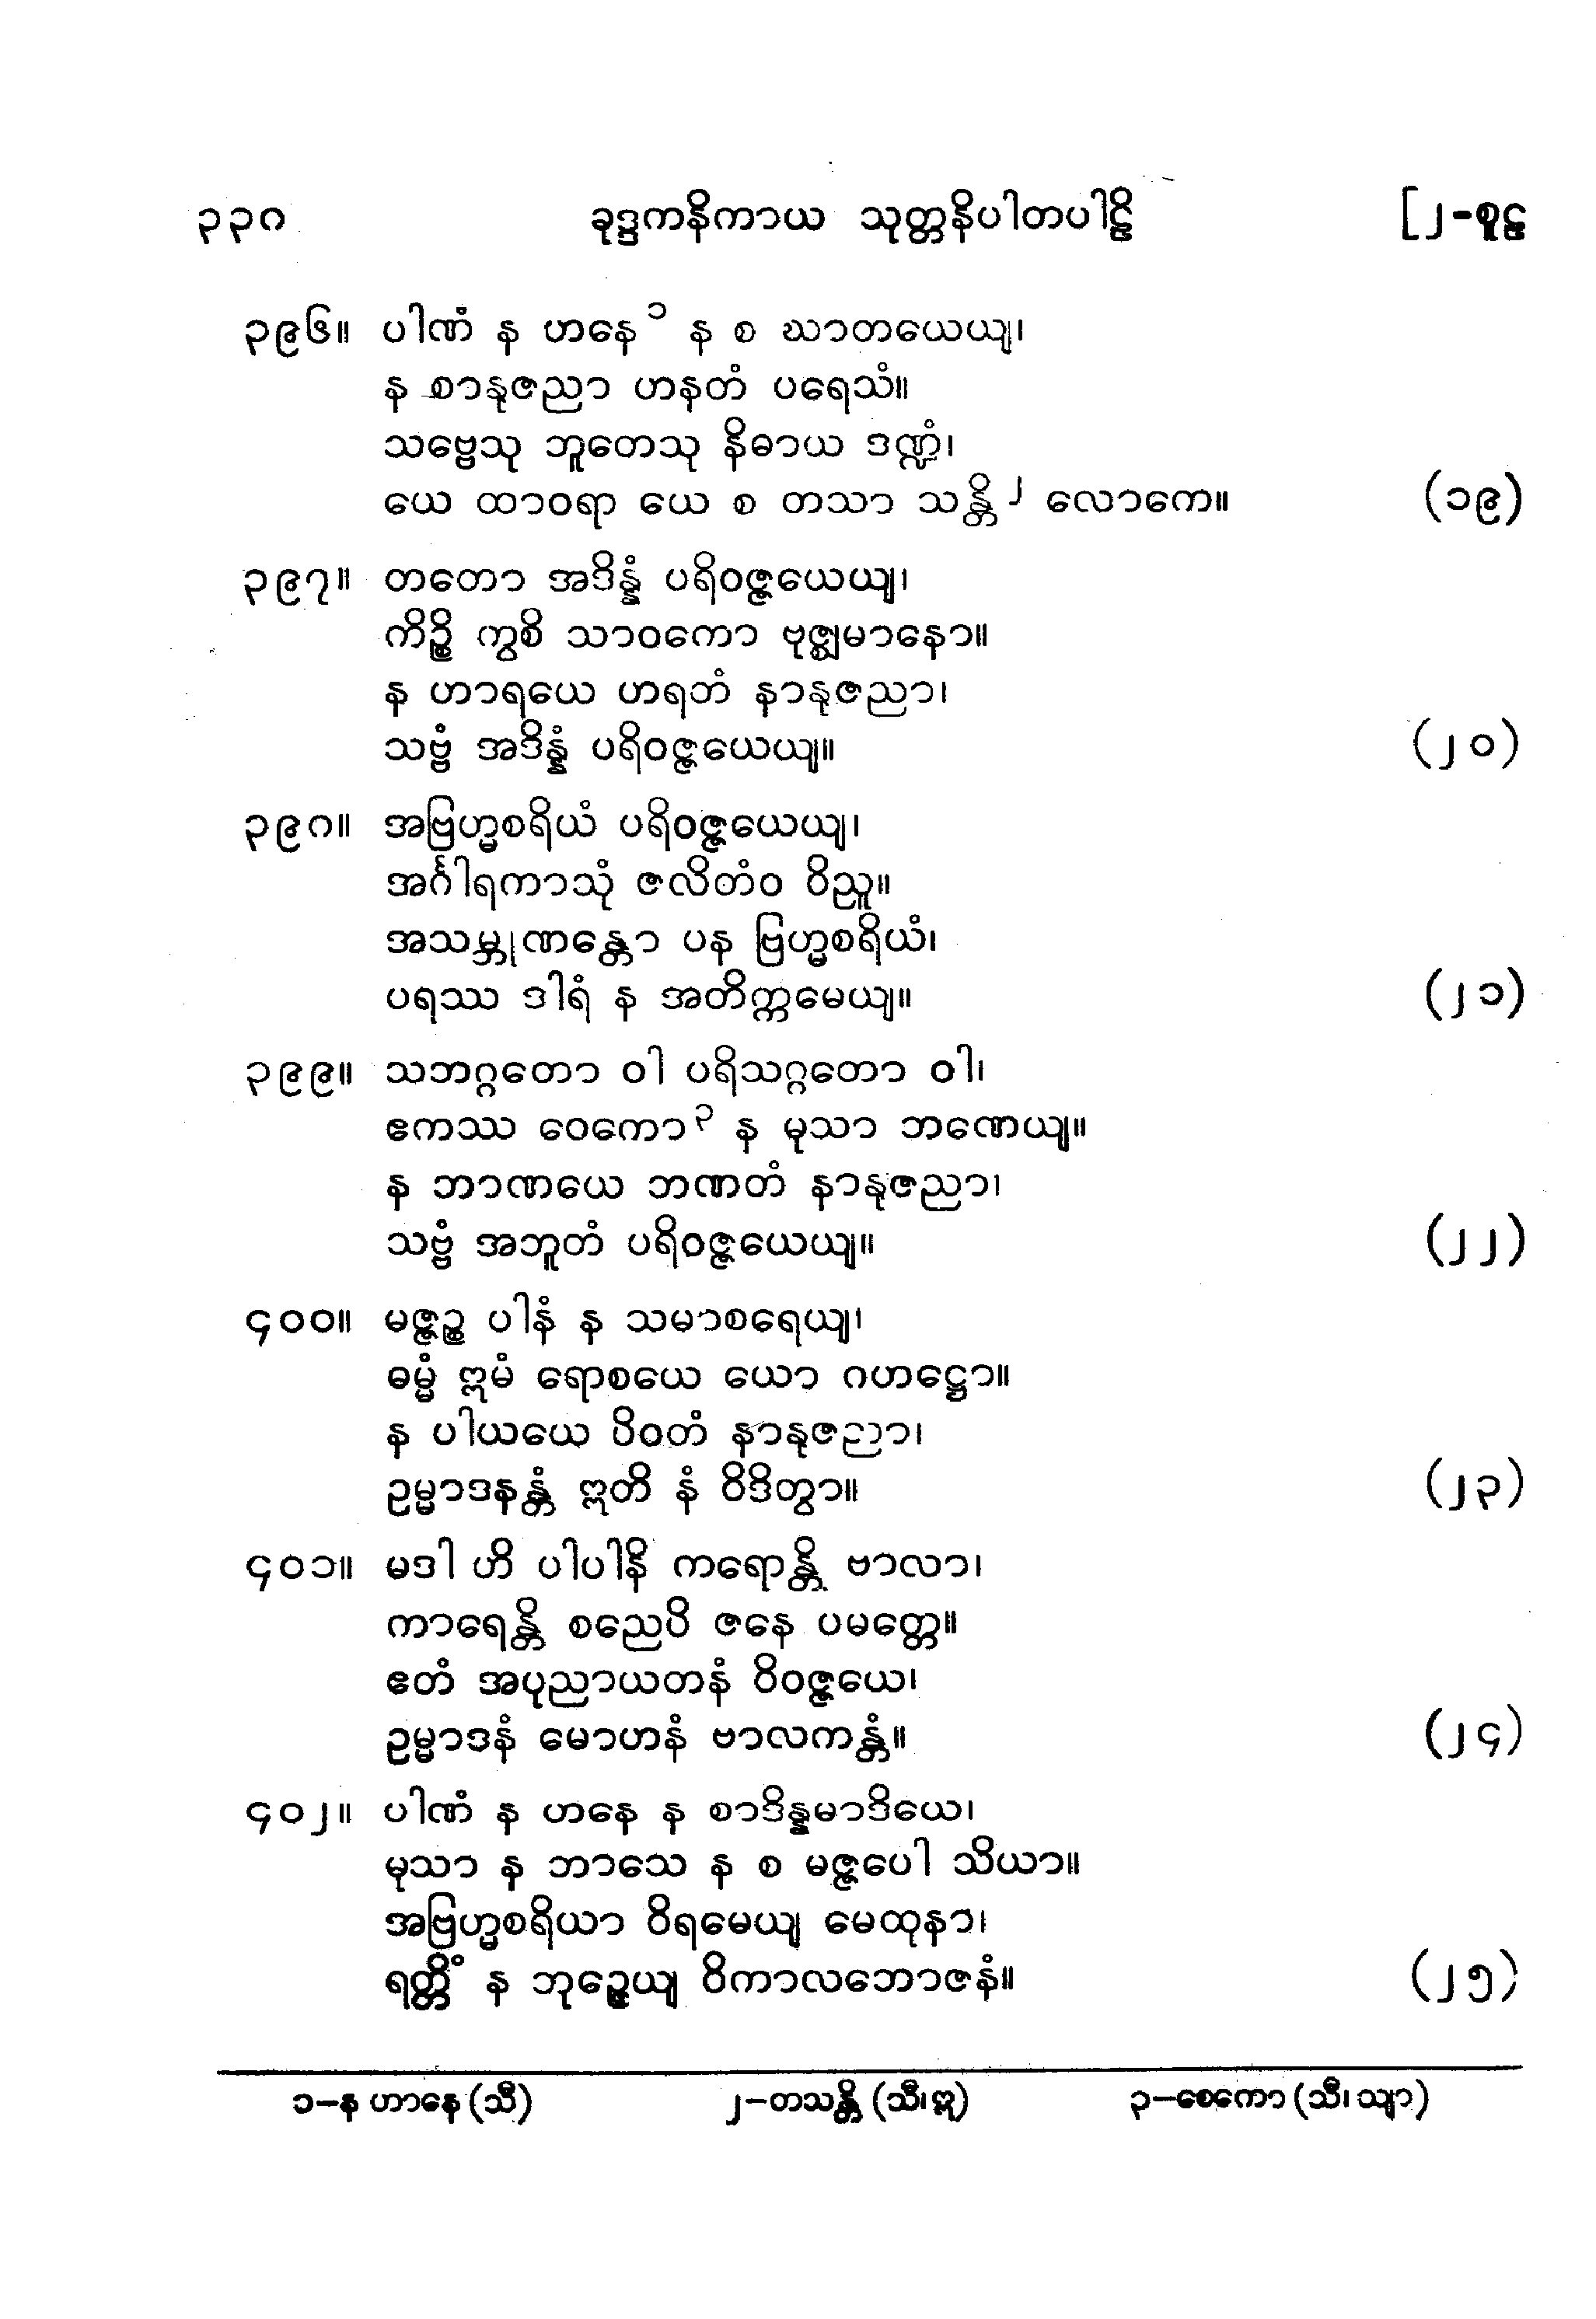 ၃၃၈ ခုဒ္ဒကနိကာယ သုတ္တနိပါတပါဠိ [၂-စူဠ
၃၉၆။ ပါဏံ န ဟနေ၁ န စ ဃာတယေယျ၊
န စာနုဇညာ ဟနတံ ပရေသံ။
သဗ္ဗေသု ဘူတေသု နိဓာယ ဒဏ္ဍံ၊
ယေ ထာဝရာ ယေ စ တသာ သန္တိ၂ လောကေ။ (၁၉)
၃၉၇။ တတော အဒိန္နံ ပရိဝဇ္ဇယေယျ၊
ကိဉ္စိ ကွစိ သာဝကော ဗုဇ္ဈမာနော။
န ဟာရယေ ဟရတံ နာနုဇညာ၊
သဗ္ဗံ အဒိန္နံ ပရိဝဇ္ဇယေယျ။ (၂၀)
၃၉၈။ အဗြဟ္မစရိယံ ပရိဝဇ္ဇယေယျ၊
အင်္ဂါရကာသုံ ဇလိတံဝ ဝိညူ။
အသမ္ဘုဏန္တော ပန ဗြဟ္မစရိယံ၊
ပရဿ ဒါရံ န အတိက္ကမေယျ။ (၂၁)
၃၉၉။ သဘဂ္ဂတော ဝါ ပရိသဂ္ဂတော ဝါ၊
ဧကဿ ဝေကော၃ န မုသာ ဘဏေယျ။
န ဘာဏယေ ဘဏတံ နာနုဇညာ၊
သဗ္ဗံ အဘူတံ ပရိဝဇ္ဇယေယျ။ (၂၂)
၄၀၀။ မဇ္ဇဉ္စ ပါနံ န သမာစရေယျ၊
ဓမ္မံ ဣမံ ရောစယေ ယော ဂဟဋ္ဌော။
န ပါယယေ ပိဝတံ နာနုဇညာ၊
ဥမ္မာဒနန္တံ ဣတိ နံ ဝိဒိတွာ။ (၂၃)
၄၀၁။ မဒါ ဟိ ပါပါနိ ကရောန္တိ ဗာလာ၊
ကာရေန္တိ စညေပိ ဇနေ ပမတ္တေ။
ဧတံ အပုညာယတနံ ဝိဝဇ္ဇယေ၊
ဥမ္မာဒနံ မောဟနံ ဗာလကန္တံ။ (၂၄)
၄၀၂။ ပါဏံ န ဟနေ န စာဒိန္နမာဒိယေ၊
မုသာ န ဘာသေ န စ မဇ္ဇပေါ သိယာ။
အဗြဟ္မစရိယာ ဝိရမေယျ မေထုနာ၊
ရတ္တိံ န ဘုဉ္ဇေယျ ဝိကာလဘောဇနံ။ (၂၅)
၁-န ဟာနေ (သီ) ၂-တသန္တိ (သီ၊ ဣ) ၃-စေကော (သီ၊ သျာ)